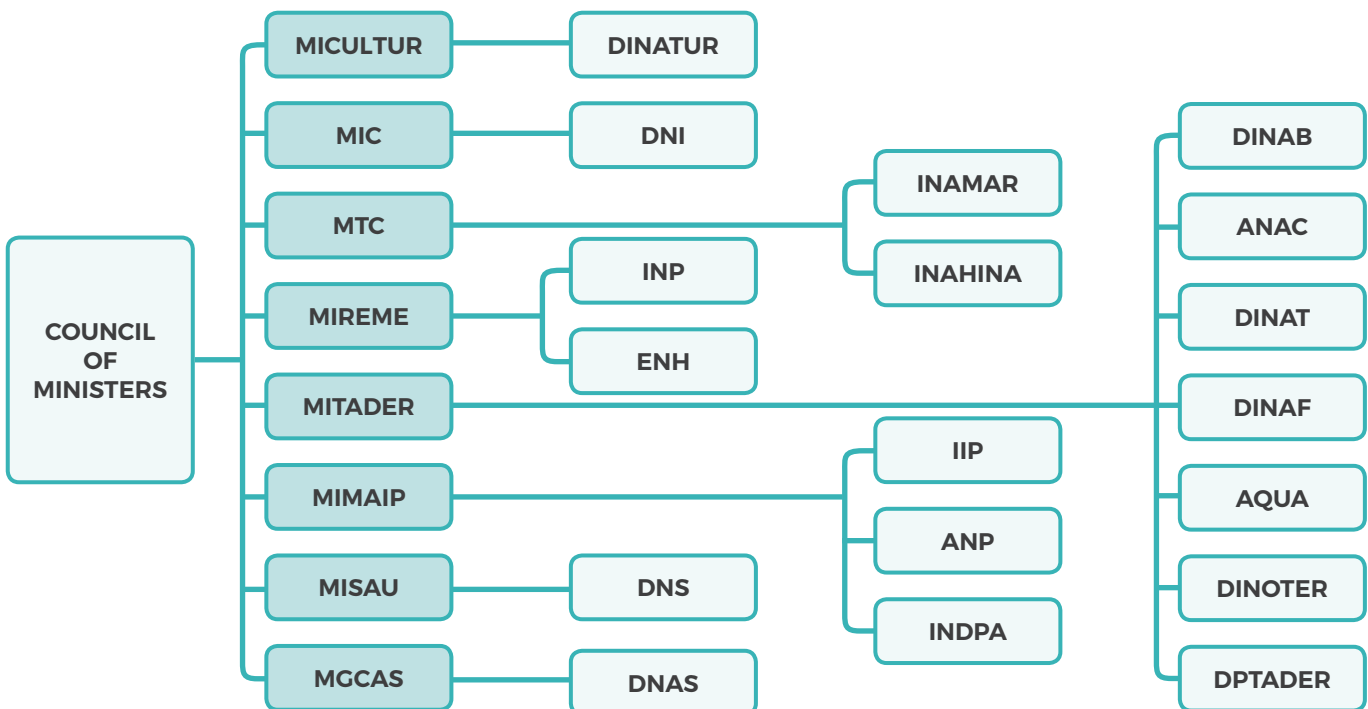 COUNCIL
OF
MINISTERS
MICULTUR
DINATUR
MIC
DNI
MTC
INAMAR
INAHINA
MIREME
INP
ENH
MITADER
DINAB
ANAC
DINAT
DINAF
AQUA
DINOTER
DPTADER
MIMAIP
IIP
ANP
INDPA
MISAU
DNS
MGCAS
DNAS